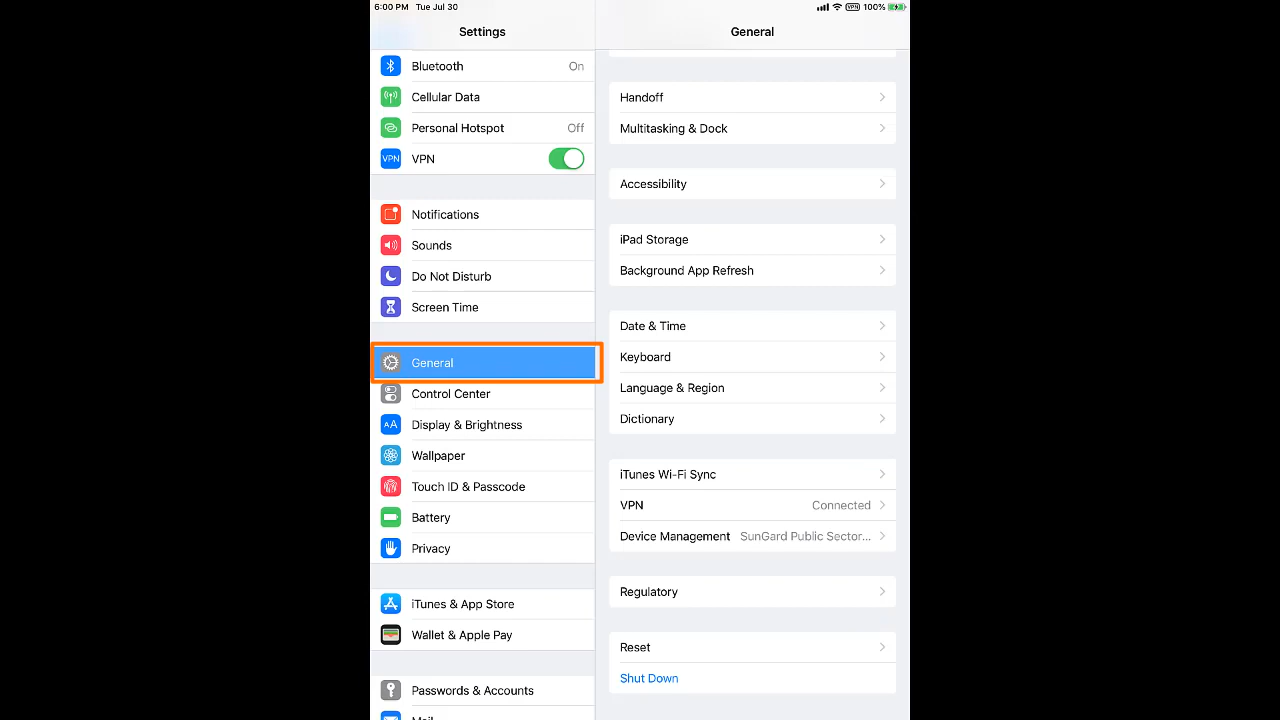 6:00 PM Tue Jul 30
VPN 100%
Settings
General
Bluetooth On
Cellular Data
Personal Hotspot Off
VPN VPN
Notifications
Sounds
Do Not Disturb
Screen Time
General
Control Center
AA Display & Brightness
Wallpaper
Touch ID & Passcode
Battery
Privacy
iTunes & App Store
Wallet & Apple Pay
Passwords & Accounts
Mail
Handoff
Multitasking & Dock
Accessibility
iPad Storage
Background App Refresh
Date & Time
Keyboard
Language & Region
Dictionary
iTunes Wi-Fi Sync
VPN Connected
Device Management SunGard Public Sector...
Regulatory
Reset
Shut Down